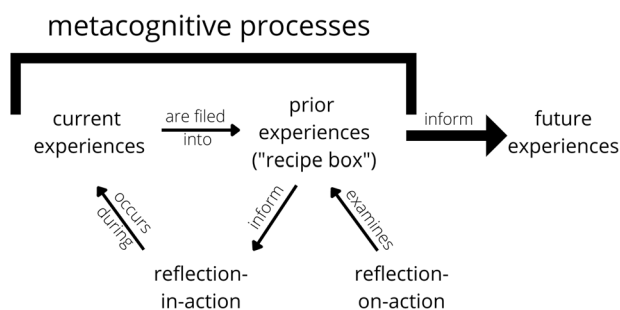 metacognitive processes
current
experiences
are filed
into
prior
experiences
("recipe box")
inform
future
experiences
occurs
during
inform
examines
reflection-
in-action
reflection-
on-action